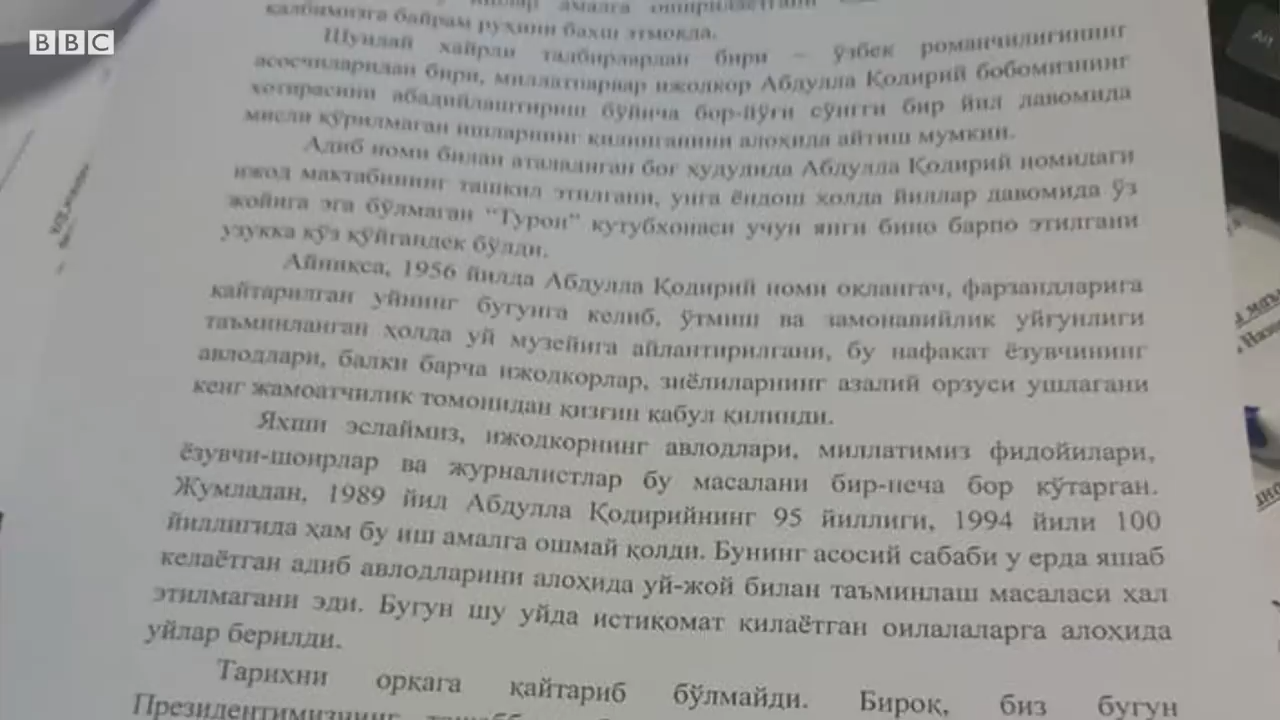 BBC
ишлар амалга оширилаётгани
қалбимизга байрам руҳини бахш этмоқда.
Шундай хайрли тадбирлардан бири – ўзбек романчилигининг
асосчиларидан бири, миллатпарвар ижодкор Абдулла Қодирий бобомизнинг
хотирасини абадийлаштириш бўйича бор-йўғи сўнгги бир йил давомида
мисли кўрилмаган ишларнинг қилинганини алоҳида айтиш мумкин.
Адиб номи билан аталадиган боғ ҳудудида Абдулла Қодирий номидаги
ижод мактабининг ташкил этилгани, унга ёндош ҳолда йиллар давомида ўз
жойига эга бўлмаган “Турон” кутубхонаси учун янги бино барпо этилгани
узукка кўз қўйгандек бўлди.
Айниқса, 1956 йилда Абдулла Қодирий номи оқлангач, фарзандларига
қайтарилган уйнинг бугунга келиб, ўтмиш ва замонавийлик уйғунлиги
таъминланган ҳолда уй музейига айлантирилгани, бу нафақат ёзувчининг
авлодлари, балки барча ижодкорлар, зиёлиларнинг азалий орзуси ушлагани
кенг жамоатчилик томонидан қизғин қабул қилинди.
Яхши эслаймиз, ижодкорнинг авлодлари, миллатимиз фидойилари,
ёзувчи-шоирлар ва журналистлар бу масалани бир-неча бор кўтарган.
Жумладан, 1989 йил Абдулла Қодирийнинг 95 йиллиги, 1994 йили 100
йиллигида ҳам бу иш амалга ошмай қолди. Бунинг асосий сабаби у ерда яшаб
келаётган адиб авлодларини алоҳида уй-жой билан таъминлаш масаласи ҳал
этилмагани эди. Бугун шу уйда истиқомат қилаётган оилалаларга алоҳида
уйлар берилди.
Тарихни орқага қайтариб бўлмайди. Бироқ, биз бугун
Президентимизнинг